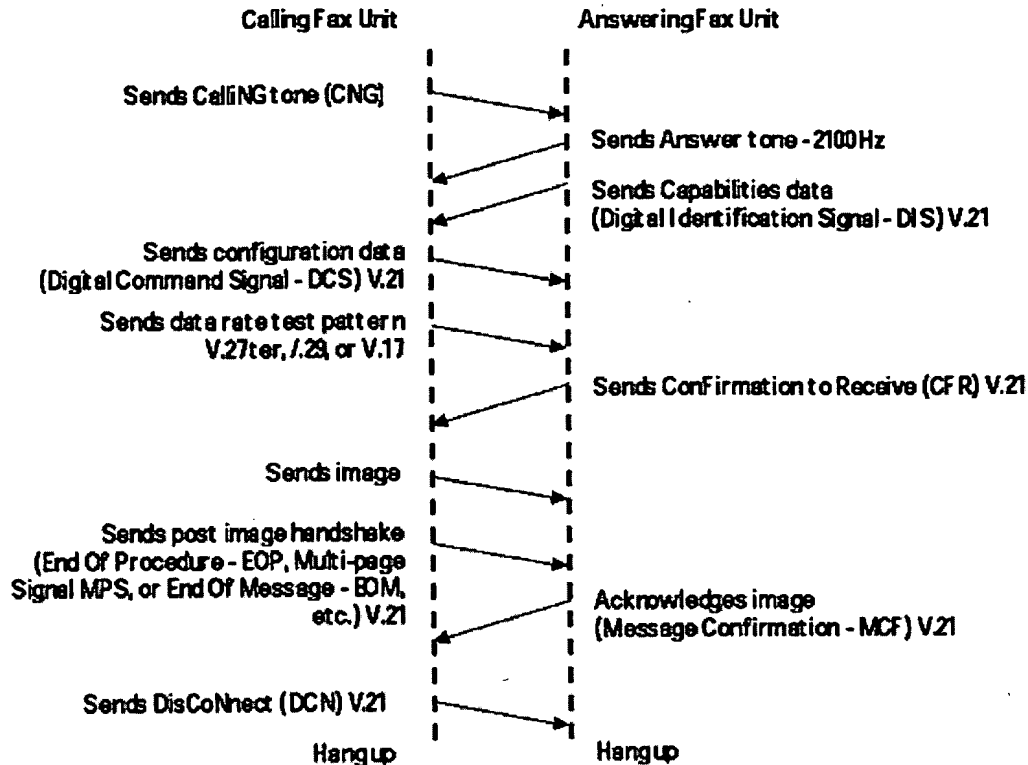 Calling Fax Unit
Answering Fax Unit
Sends CalliNG tone (CNG)
Sends Answer tone - 2100Hz
Sends Capabilities data
(Digital Identification Signal - DIS) V.21
Sends configuration data
(Digital Command Signal - DCS) V.21
Sends data rate test pattern
V.27ter, /.29, or V.17
Sends ConFirmation to Receive (CFR) V.21
Sends image
Sends post image handshake
(End Of Procedure - EOP, Multi-page
Signal MPS, or End Of Message - EOM,
etc.) V.21
Acknowledges image
(Message Confirmation - MCF) V.21
Sends DisCoNnect (DCN) V.21
Hang up
Hang up